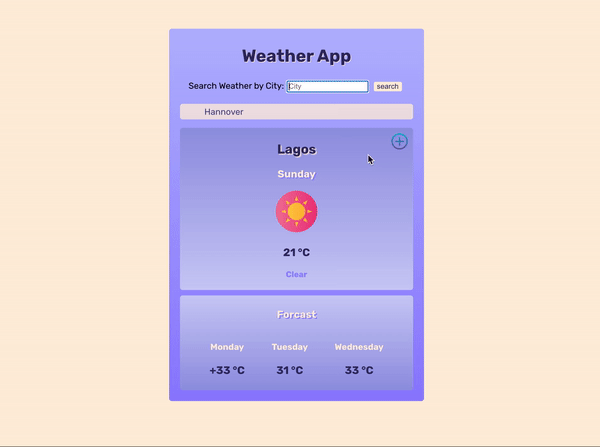 Weather App
Search Weather by City: City search
Hannover
Lagos
Sunday
21 °C
Clear
Forcast
Monday Tuesday Wednesday
+33 °C 31 °C 33 °C